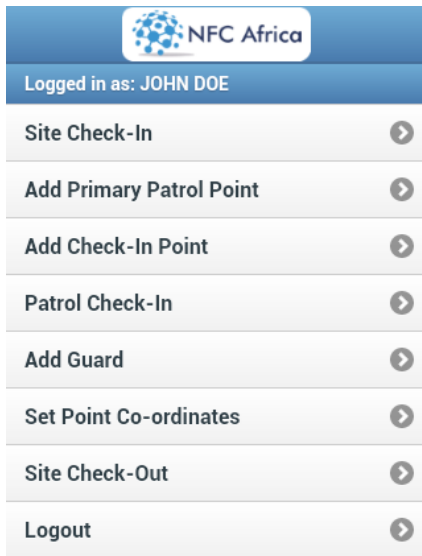 NFC Africa
Logged in as: JOHN DOE
Site Check-In
Add Primary Patrol Point
Add Check-In Point
Patrol Check-In
Add Guard
Set Point Co-ordinates
Site Check-Out
Logout